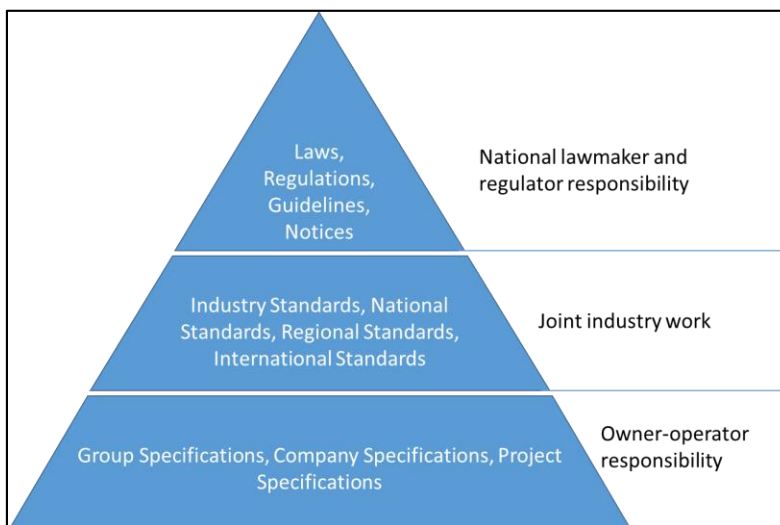 Laws,
Regulations,
Guidelines,
Notices
National lawmaker and
regulator responsibility
Industry Standards, National
Standards, Regional Standards,
International Standards
Joint industry work
Group Specifications, Company Specifications, Project
Specifications
Owner-operator
responsibility